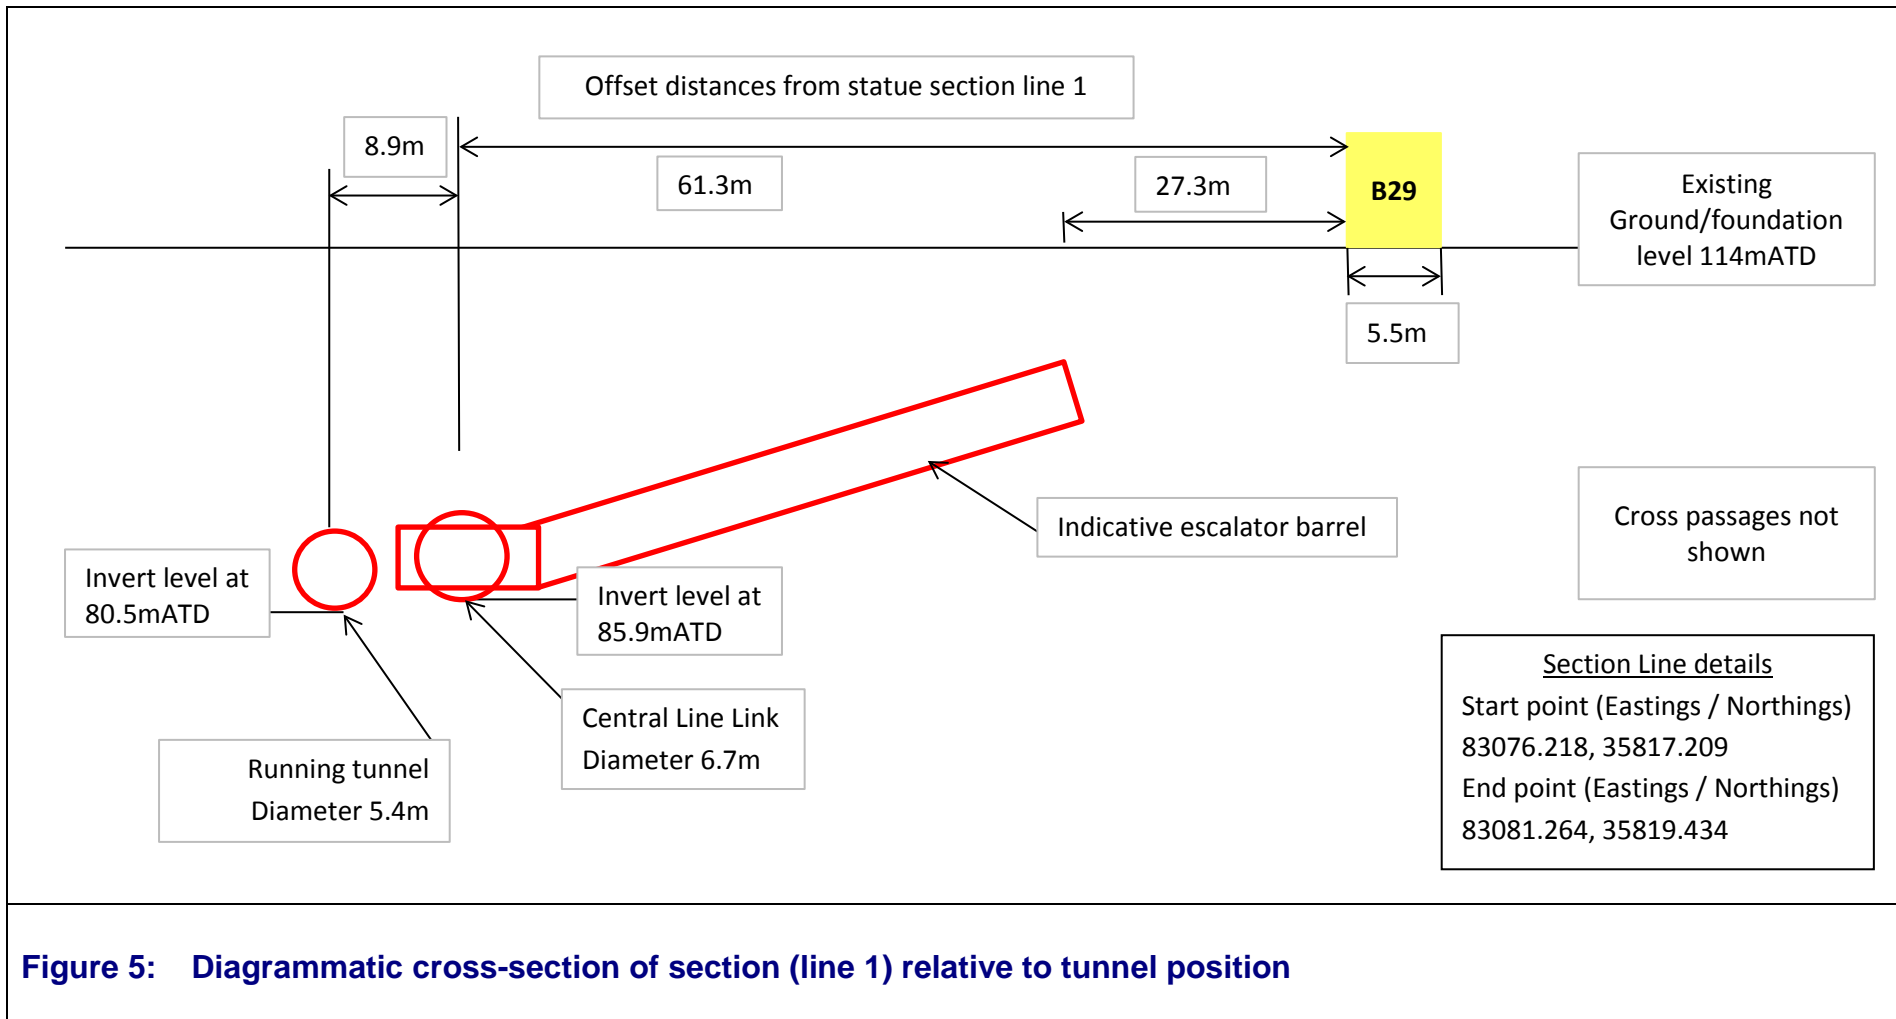 Offset distances from statue section line 1
8.9m
61.3m
27.3m
B29
Existing
Ground/foundation
level 114mATD
5.5m
Indicative escalator barrel
Cross passages not
shown
Invert level at
80.5mATD
Invert level at
85.9mATD
Central Line Link
Diameter 6.7m
Running tunnel
Diameter 5.4m
Section Line details
Start point (Eastings / Northings)
83076.218, 35817.209
End point (Eastings / Northings)
83081.264, 35819.434
Figure 5: Diagrammatic cross-section of section (line 1) relative to tunnel position